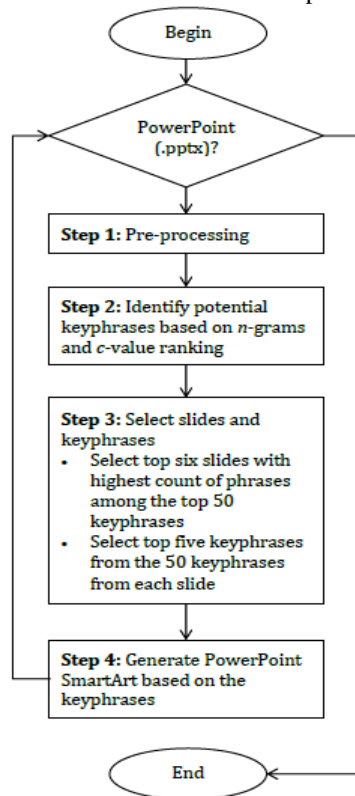 Begin
PowerPoint
(.pptx)?
Step 1: Pre-processing
Step 2: Identify potential
keyphrases based on n-grams
and c-value ranking
Step 3: Select slides and
keyphrases
• Select top six slides with
highest count of phrases
among the top 50
keyphrases
• Select top five keyphrases
from the 50 keyphrases
from each slide
Step 4: Generate PowerPoint
SmartArt based on the
keyphrases
End